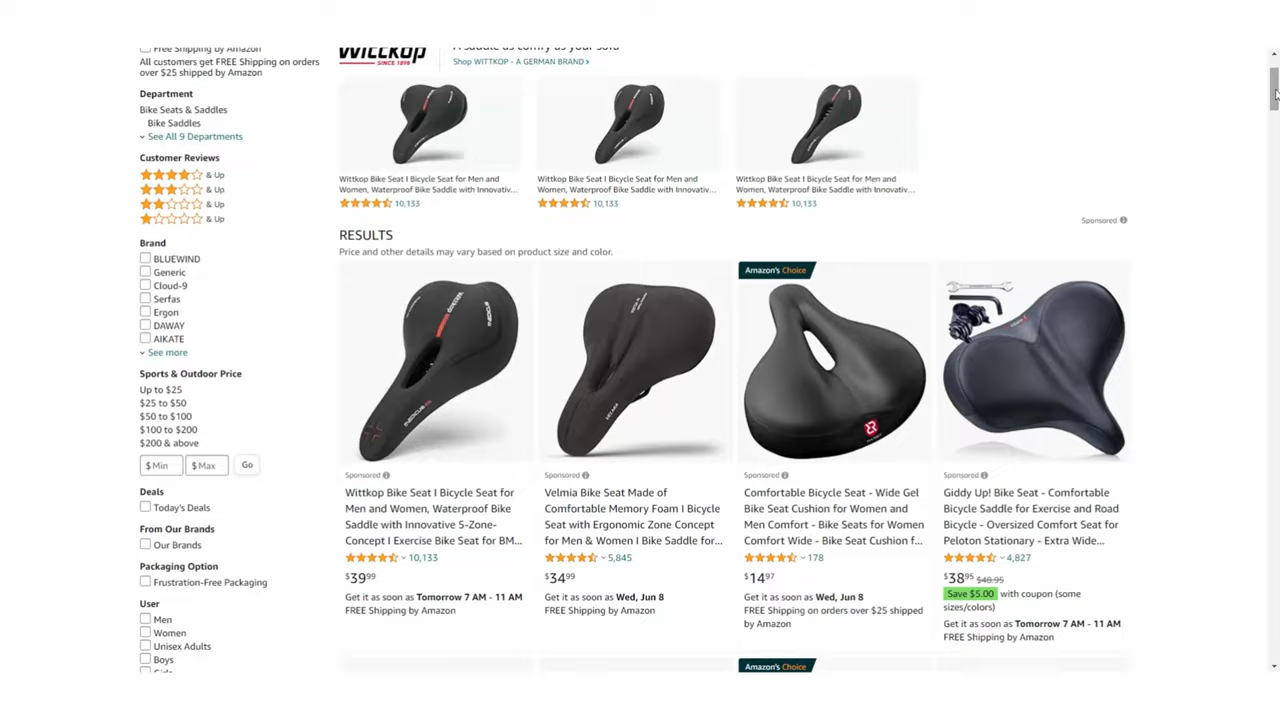 Free Shipping by Amazon
All customers get FREE Shipping on orders
over $25 shipped by Amazon
Department
Bike Seats & Saddles
Bike Saddles
See All 9 Departments
Customer Reviews
& Up
& Up
& Up
& Up
Brand
BLUEWIND
Generic
Cloud-9
Serfas
Ergon
DAWAY
AIKATE
See more
Sports & Outdoor Price
Up to $25
$25 to $50
$50 to $100
$100 to $200
$200 & above
$ Min
$ Max
Go
Deals
Today's Deals
From Our Brands
Our Brands
Packaging Option
Frustration-Free Packaging
User
Men
Women
Unisex Adults
Boys
Girls
WITTKOP
SINCE 1898
A saddle as comfy as your sofa
Shop WITTKOP - A GERMAN BRAND ›
Wittkop Bike Seat I Bicycle Seat for Men and
Women, Waterproof Bike Saddle with Innovativ...
10,133
Wittkop Bike Seat I Bicycle Seat for Men and
Women, Waterproof Bike Saddle with Innovativ...
10,133
Wittkop Bike Seat I Bicycle Seat for Men and
Women, Waterproof Bike Saddle with Innovativ...
10,133
Sponsored
RESULTS
Price and other details may vary based on product size and color.
Sponsored
Wittkop Bike Seat I Bicycle Seat for
Men and Women, Waterproof Bike
Saddle with Innovative 5-Zone-
Concept I Exercise Bike Seat for BM...
10,133
$39 99
Get it as soon as Tomorrow 7 AM - 11 AM
FREE Shipping by Amazon
Sponsored
Velmia Bike Seat Made of
Comfortable Memory Foam I Bicycle
Seat with Ergonomic Zone Concept
for Men & Women I Bike Saddle for...
5,845
$34 99
Get it as soon as Wed, Jun 8
FREE Shipping by Amazon
Amazon's Choice
Sponsored
Comfortable Bicycle Seat - Wide Gel
Bike Seat Cushion for Women and
Men Comfort - Bike Seats for Women
Comfort Wide - Bike Seat Cushion f...
178
$14 97
Get it as soon as Wed, Jun 8
FREE Shipping on orders over $25 shipped
by Amazon
Sponsored
Giddy Up! Bike Seat - Comfortable
Bicycle Saddle for Exercise and Road
Bicycle - Oversized Comfort Seat for
Peloton Stationary - Extra Wide...
4,827
$38 95 $48.95
Save $5.00 with coupon (some
sizes/colors)
Get it as soon as Tomorrow 7 AM - 11 AM
FREE Shipping by Amazon
Amazon's Choice